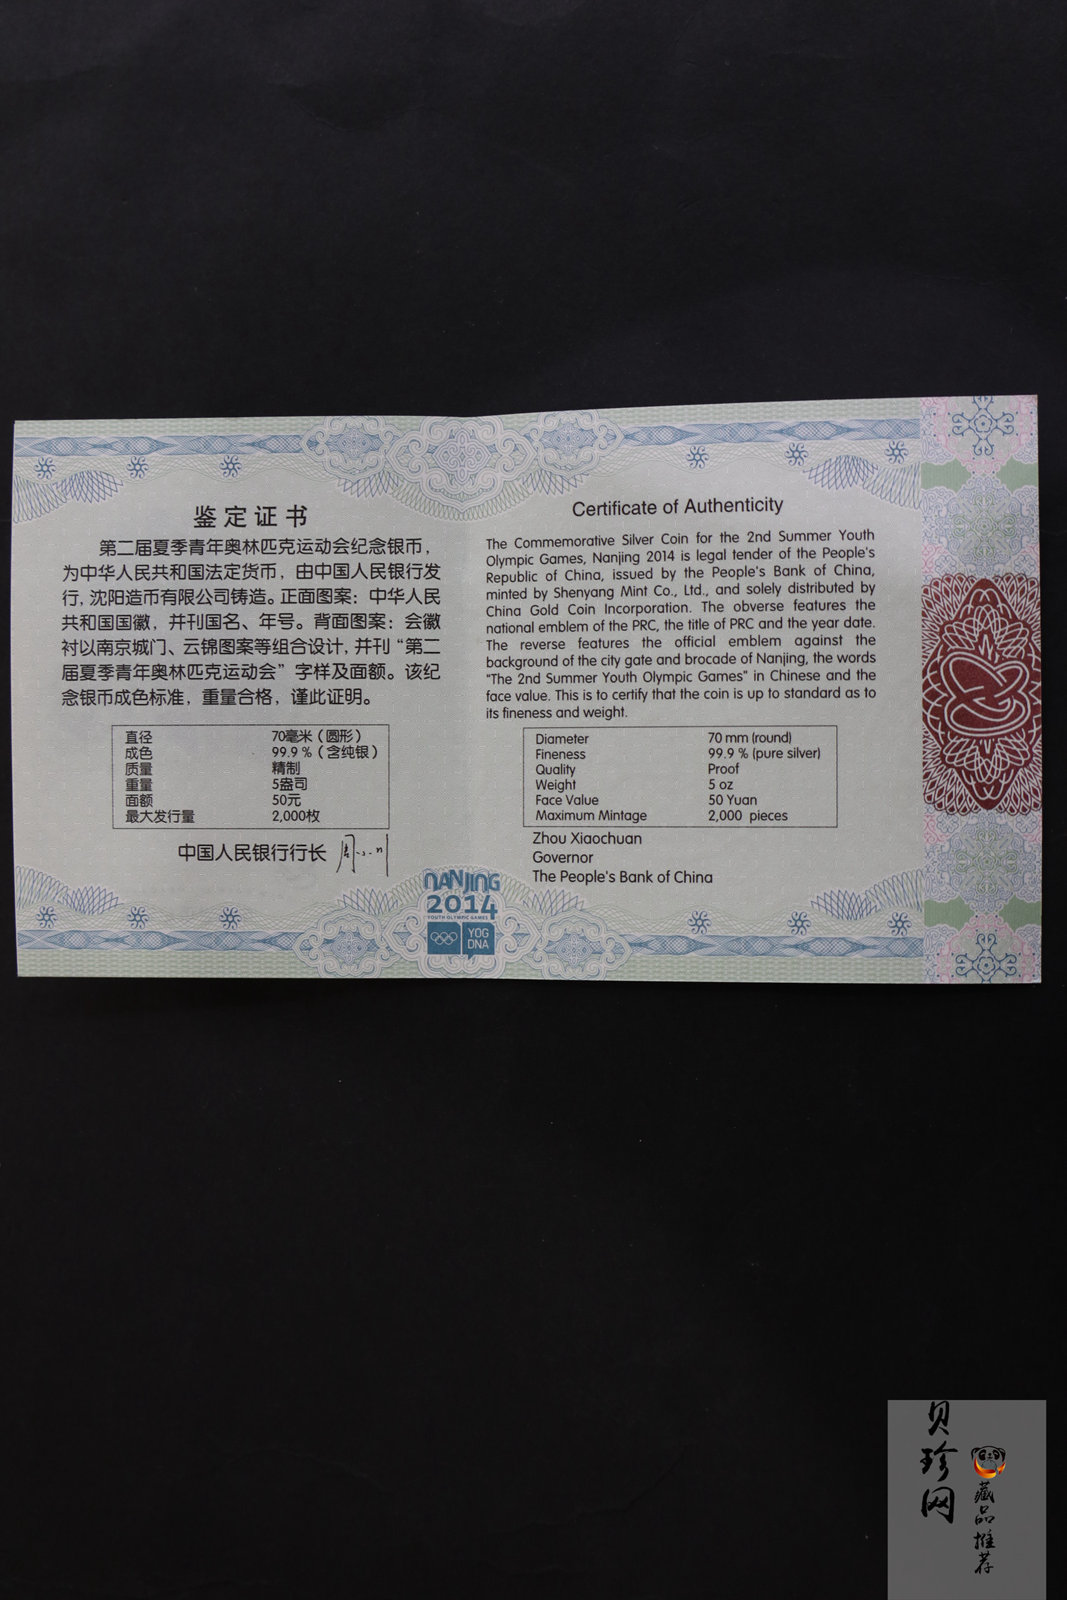 鉴定证书
第二届夏季青年奥林匹克运动会纪念银币，
为中华人民共和国法定货币，由中国人民银行发
行，沈阳造币有限公司铸造。正面图案：中华人民
共和国国徽，并刊国名、年号。背面图案：会徽
衬以南京城门、云锦图案等组合设计，并刊“第二
届夏季青年奥林匹克运动会”字样及面额。该纪
念银币成色标准，重量合格，谨此证明。
直径 70毫米（圆形）
成色 99.9％（含纯银）
质量 精制
重量 5盎司
面额 50元
最大发行量 2,000枚
中国人民银行行长
Certificate of Authenticity
The Commemorative Silver Coin for the 2nd Summer Youth
Olympic Games, Nanjing 2014 is legal tender of the People's
Republic of China, issued by the People's Bank of China,
minted by Shenyang Mint Co., Ltd., and solely distributed by
China Gold Coin Incorporation. The obverse features the
national emblem of the PRC, the title of PRC and the year date.
The reverse features the official emblem against the
background of the city gate and brocade of Nanjing, the words
"The 2nd Summer Youth Olympic Games" in Chinese and the
face value. This is to certify that the coin is up to standard as to
its fineness and weight.
Diameter 70 mm (round)
Fineness 99.9 % (pure silver)
Quality Proof
Weight 5 oz
Face Value 50 Yuan
Maximum Mintage 2,000 pieces
Zhou Xiaochuan
Governor
The People's Bank of China
NANJING
2014
YOUTH OLYMPIC GAMES
YOG
DNA
贝珍网
藏品推荐